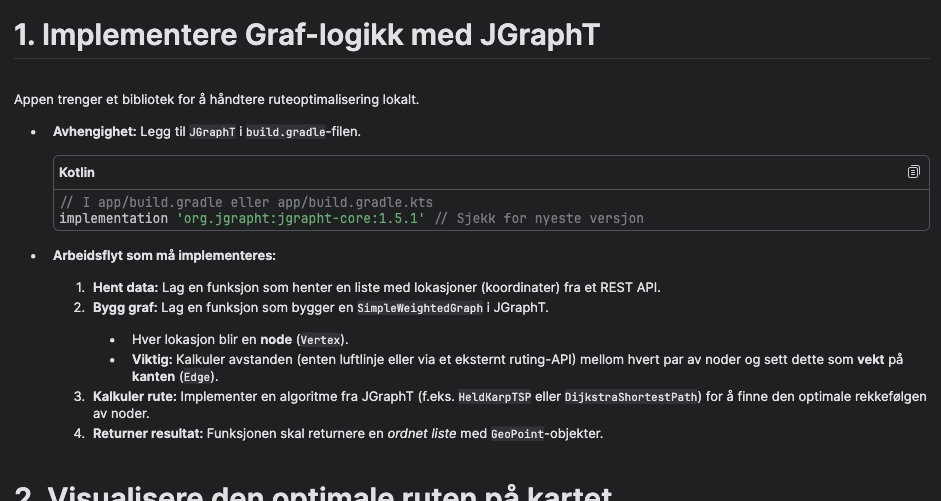 1. Implementere Graf-logikk med JGraphT
Appen trenger et bibliotek for å håndtere ruteoptimalisering lokalt.
• Avhengighet: Legg til JGraphT i build.gradle-filen.
Kotlin
// I app/build.gradle eller app/build.gradle.kts
implementation 'org.jgrapht:jgrapht-core:1.5.1' // Sjekk for nyeste versjon
• Arbeidsflyt som må implementeres:
1. Hent data: Lag en funksjon som henter en liste med lokasjoner (koordinater) fra et REST API.
2. Bygg graf: Lag en funksjon som bygger en SimpleWeightedGraph i JGraphT.
• Hver lokasjon blir en node (Vertex).
• Viktig: Kalkuler avstanden (enten luftlinje eller via et eksternt ruting-API) mellom hvert par av noder og sett dette som vekt på
kanten (Edge).
3. Kalkuler rute: Implementer en algoritme fra JGraphT (f.eks. HeldKarpTSP eller DijkstraShortestPath) for å finne den optimale rekkefølgen
av noder.
4. Returner resultat: Funksjonen skal returnere en ordnet liste med GeoPoint-objekter.
2. Visualisere den optimale ruten på kartet